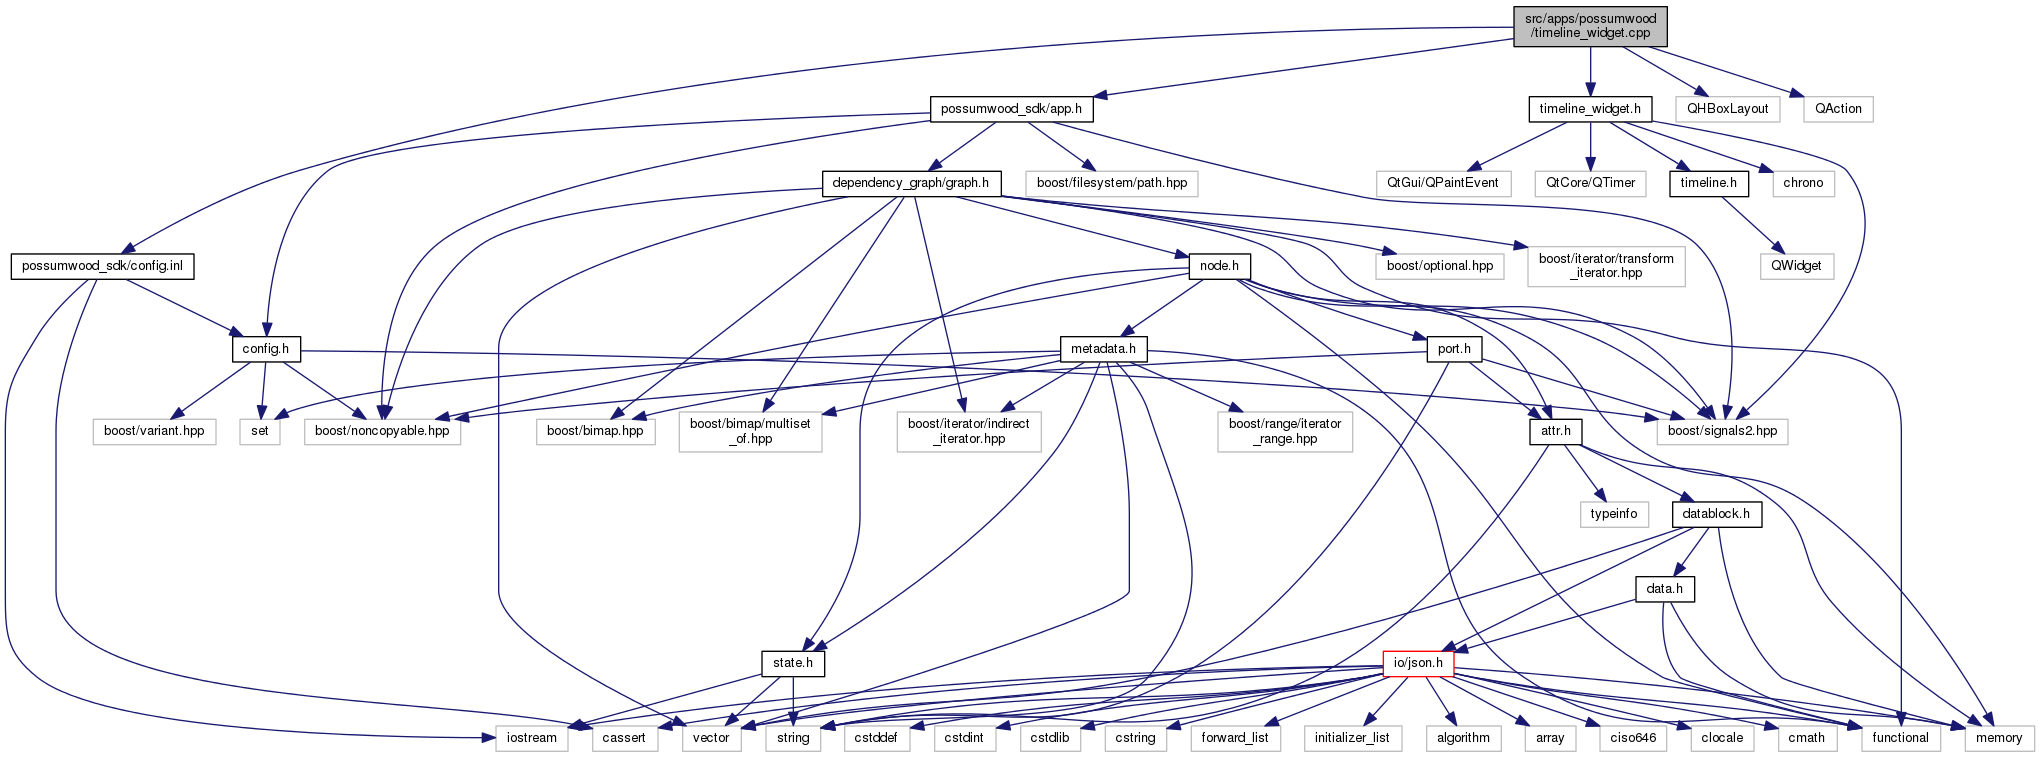 src/apps/possumwood
/timeline_widget.cpp
possumwood_sdk/app.h
timeline_widget.h
QHBoxLayout
QAction
dependency_graph/graph.h
boost/filesystem/path.hpp
QtGui/QPaintEvent
QtCore/QTimer
timeline.h
chrono
possumwood_sdk/config.inl
node.h
boost/optional.hpp
boost/iterator/transform
_iterator.hpp
QWidget
config.h
metadata.h
port.h
boost/variant.hpp
set
boost/noncopyable.hpp
boost/bimap.hpp
boost/bimap/multiset
_of.hpp
boost/iterator/indirect
_iterator.hpp
boost/range/iterator
_range.hpp
attr.h
boost/signals2.hpp
typeinfo
datablock.h
data.h
state.h
io/json.h
iostream
cassert
vector
string
cstddef
cstdint
cstdlib
cstring
forward_list
initializer_list
algorithm
array
ciso646
clocale
cmath
functional
memory